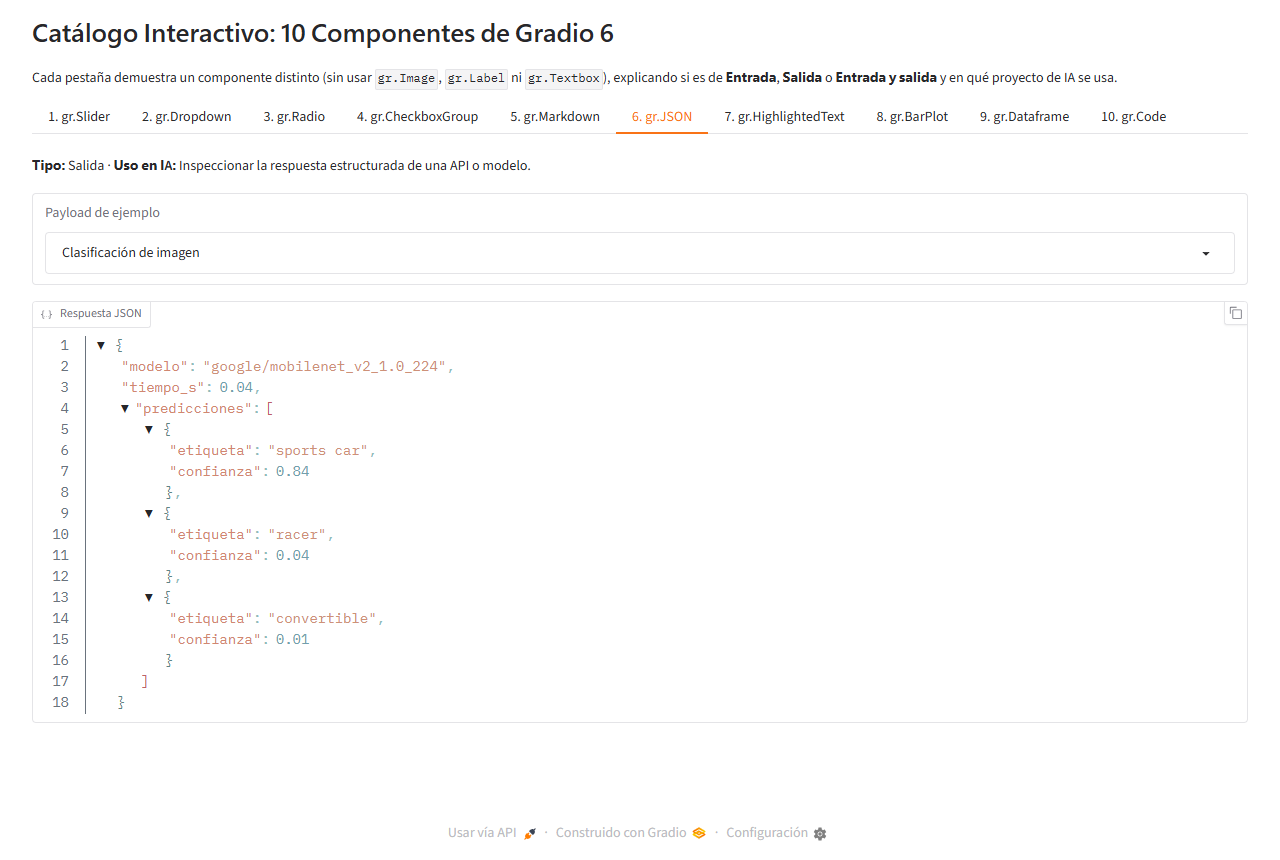 Catálogo Interactivo: 10 Componentes de Gradio 6
Cada pestaña demuestra un componente distinto (sin usar gr.Image, gr.Label ni gr.Textbox), explicando si es de Entrada, Salida o Entrada y salida y en qué proyecto de IA se usa.
1. gr.Slider 2. gr.Dropdown 3. gr.Radio 4. gr.CheckboxGroup 5. gr.Markdown 6. gr.JSON 7. gr.HighlightedText 8. gr.BarPlot 9. gr.Dataframe 10. gr.Code
Tipo: Salida · Uso en IA: Inspeccionar la respuesta estructurada de una API o modelo.
Payload de ejemplo
Clasificación de imagen
{.} Respuesta JSON
1 ▼ {
2 "modelo": "google/mobilenet_v2_1.0_224",
3 "tiempo_s": 0.04,
4 ▼ "predicciones": [
5 ▼ {
6 "etiqueta": "sports car",
7 "confianza": 0.84
8 },
9 ▼ {
10 "etiqueta": "racer",
11 "confianza": 0.04
12 },
13 ▼ {
14 "etiqueta": "convertible",
15 "confianza": 0.01
16 }
17 ]
18 }
Usar vía API · Construido con Gradio · Configuración